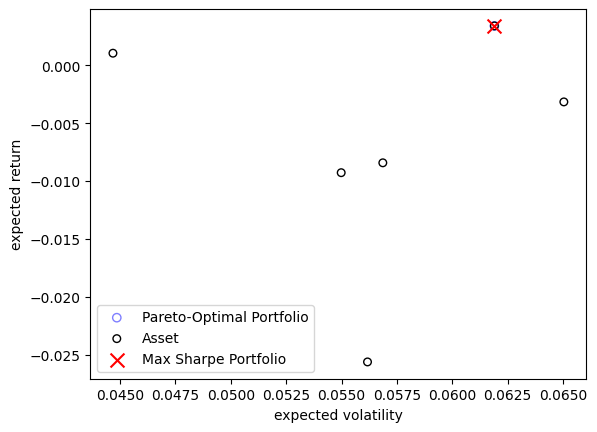 0.000
−0.005
−0.010
−0.015
−0.020
−0.025
expected return
Pareto-Optimal Portfolio
Asset
Max Sharpe Portfolio
0.0450 0.0475 0.0500 0.0525 0.0550 0.0575 0.0600 0.0625 0.0650
expected volatility